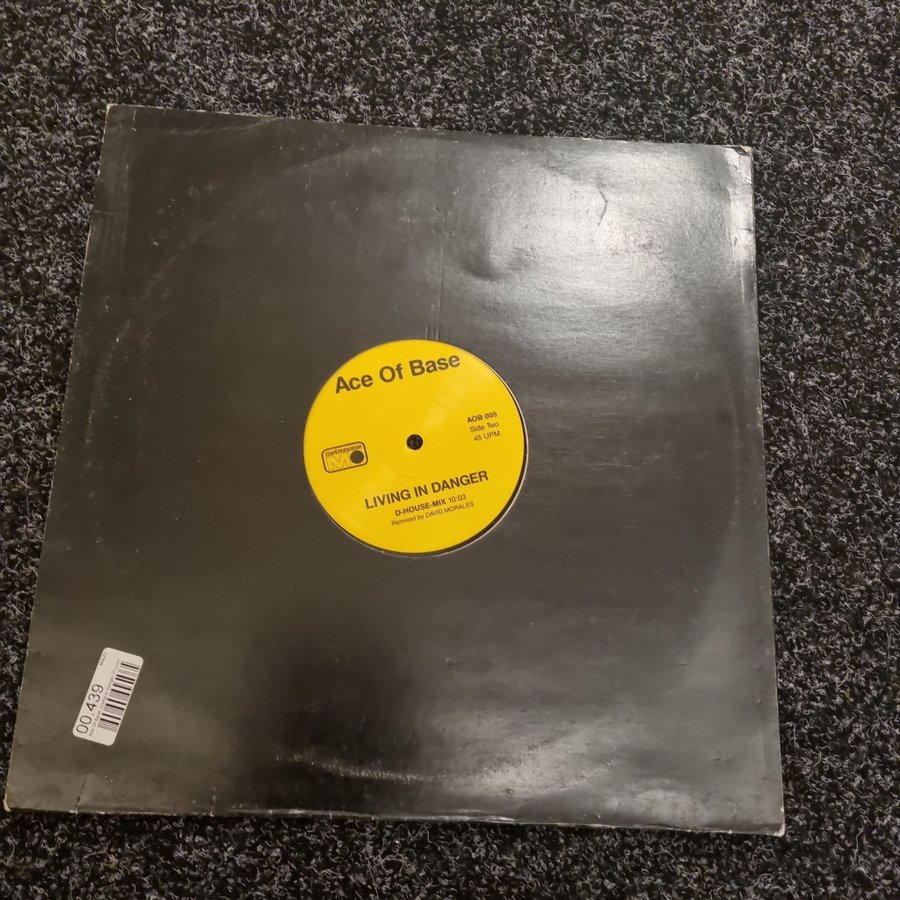 Ace Of Base
AOB 005
Side Two
45 UPM
metronome
LIVING IN DANGER
D-HOUSE-MIX 10:03
Remixed by DAVID MORALES
00.439